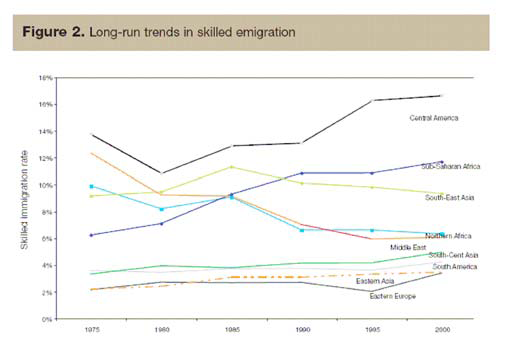 Figure 2. Long-run trends in skilled emigration
18%
16%
14%
12%
10%
8%
6%
4%
2%
0%
Skilled immigration rate
Central America
Sub-Saharan Africa
South-East Asia
Northern Africa
Middle East
South-Cent Asia
South America
Eastern Asia
Eastern Europe
1975 1980 1985 1990 1995 2000